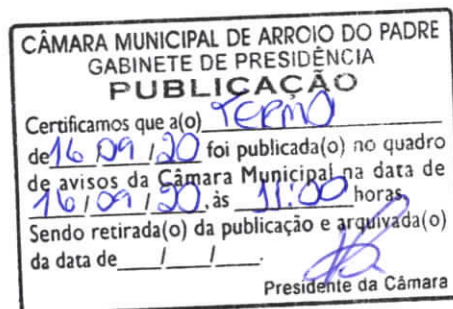 CÂMARA MUNICIPAL DE ARROIO DO PADRE
GABINETE DE PRESIDÊNCIA
PUBLICAÇÃO
Certificamos que a(o) TERMO
de 16/09/20 foi publicada(o) no quadro
de avisos da Câmara Municipal na data de
16/09/20, às 11:00 horas
Sendo retirada(o) da publicação e arquivada(o)
da data de___/___/___.
Presidente da Câmara